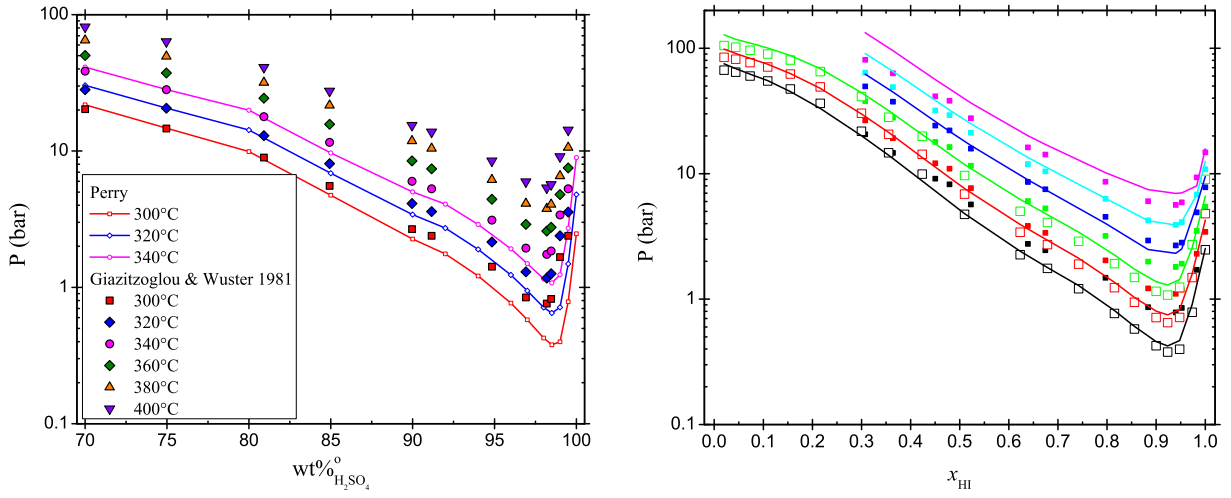 100
10
1
0.1
P (bar)
Perry
300°C
320°C
340°C
Giazitzoglou & Wuster 1981
300°C
320°C
340°C
360°C
380°C
400°C
70 75 80 85 90 95 100
wt%°H₂SO₄
100
10
1
0.1
P (bar)
0.0 0.1 0.2 0.3 0.4 0.5 0.6 0.7 0.8 0.9 1.0
xHI